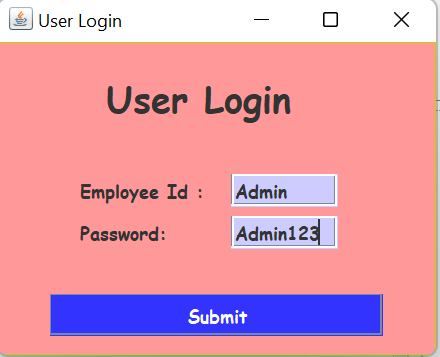 User Login
User Login
Employee Id : Admin
Password: Admin123
Submit